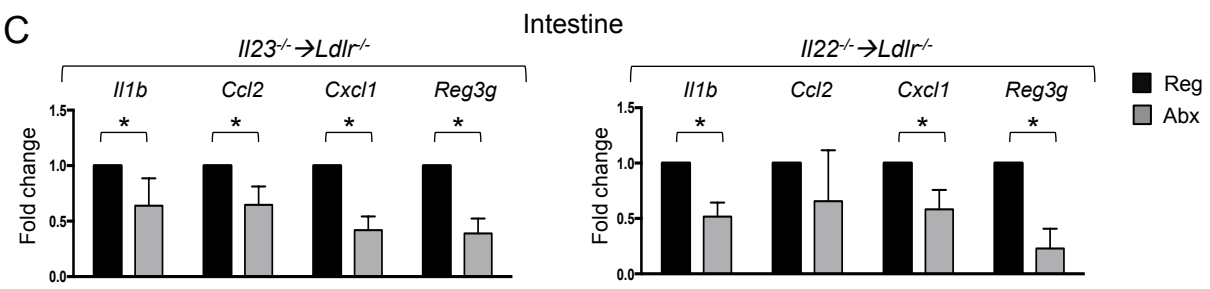 C
Intestine
Il23-/-→Ldlr-/-
Il1b Ccl2 Cxcl1 Reg3g
Fold change
1.5
1.0
0.5
0.0
* * * *
Il22-/-→Ldlr-/-
Il1b Ccl2 Cxcl1 Reg3g
Fold change
1.5
1.0
0.5
0.0
* * *
Reg
Abx